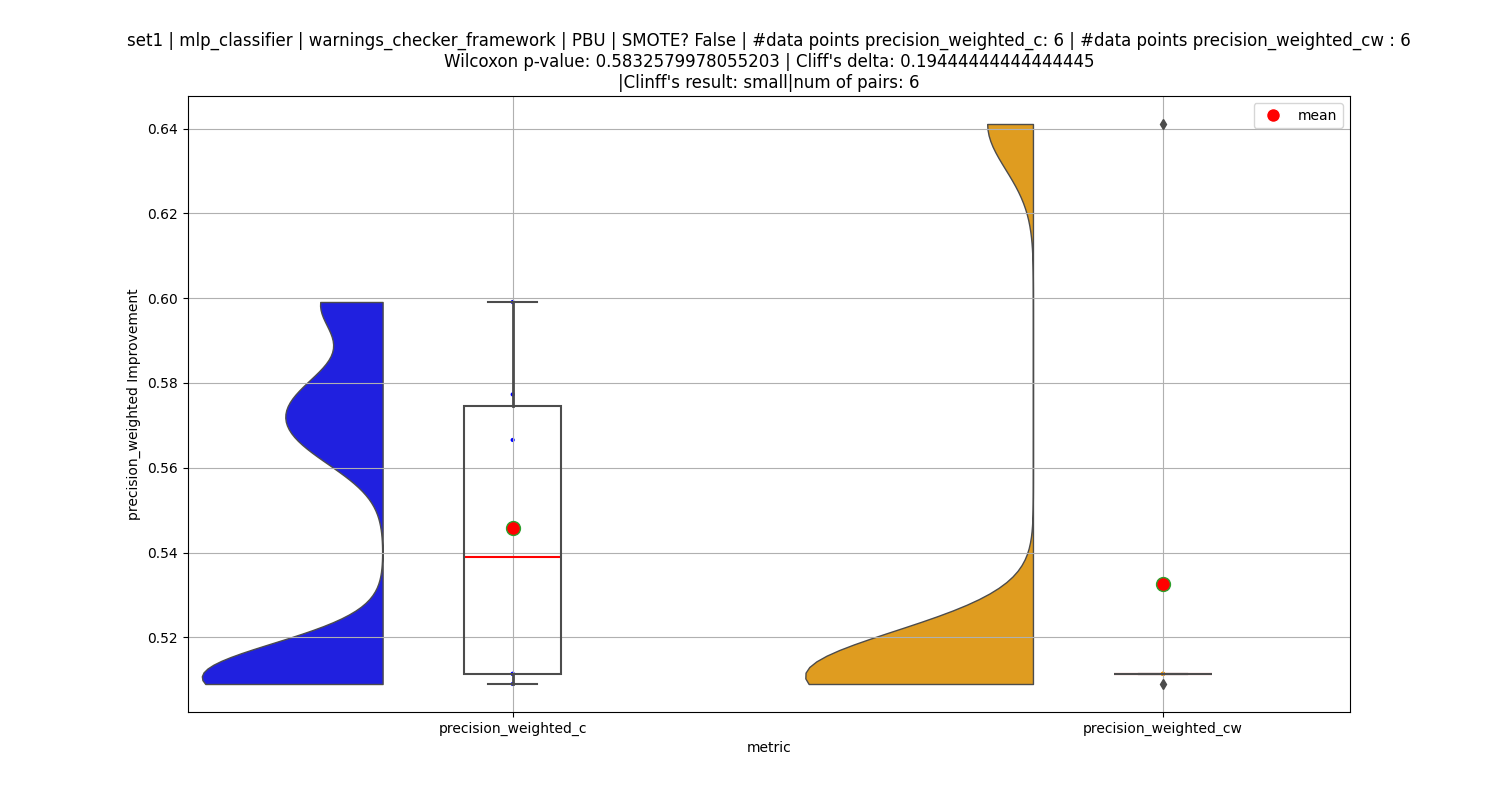 set1 | mlp_classifier | warnings_checker_framework | PBU | SMOTE? False | #data points precision_weighted_c: 6 | #data points precision_weighted_cw : 6
Wilcoxon p-value: 0.5832579978055203 | Cliff's delta: 0.19444444444444445
|Clinff's result: small|num of pairs: 6
mean
0.64
0.62
0.60
0.58
0.56
0.54
0.52
precision_weighted Improvement
precision_weighted_c
precision_weighted_cw
metric